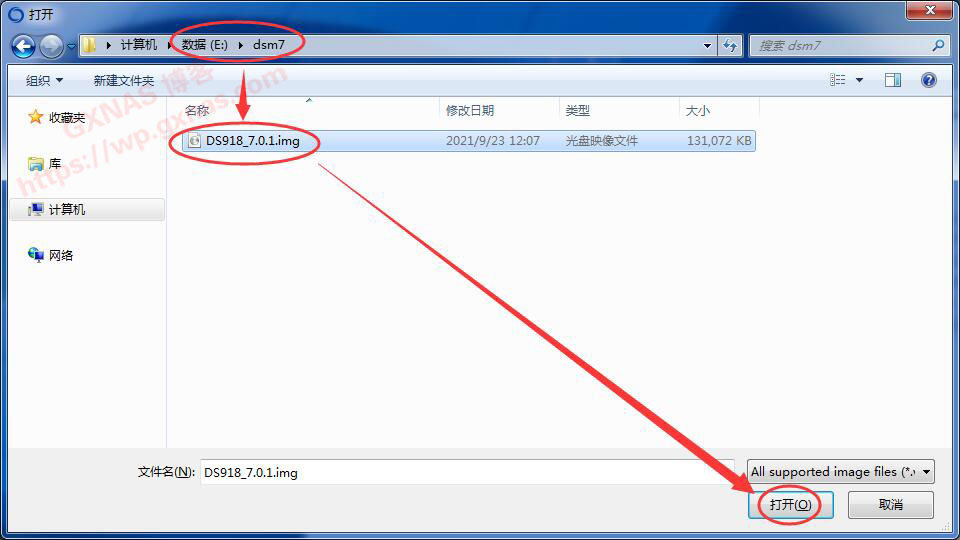 打开
计算机 数据 (E:) dsm7
搜索 dsm7
组织 新建文件夹
GXNAS 博客
https://wp.gxnas.com
收藏夹
库
计算机
网络
名称 修改日期 类型 大小
DS918_7.0.1.img 2021/9/23 12:07 光盘映像文件 131,072 KB
文件名(N): DS918_7.0.1.img All supported image files (*.
打开(O) 取消